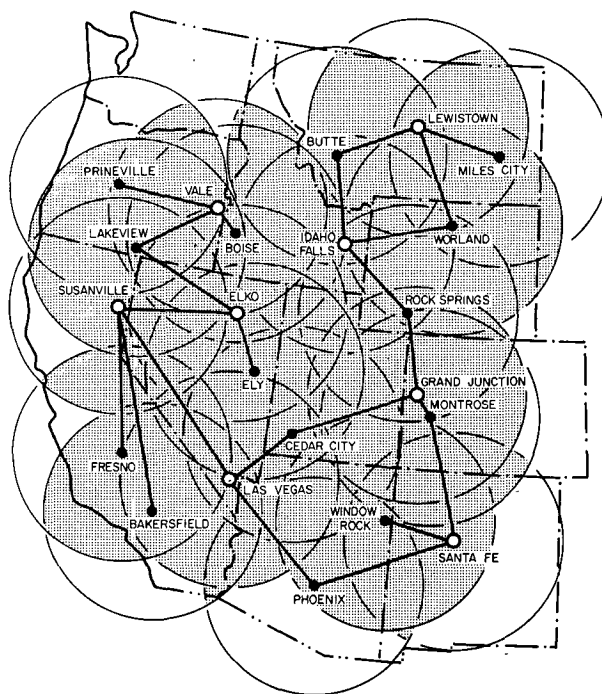 LEWISTOWN
BUTTE
MILES CITY
PRINEVILLE
VALE
LAKEVIEW
BOISE
IDAHO
FALLS
WORLAND
SUSANVILLE
ELKO
ROCK SPRINGS
ELY
GRAND JUNCTION
MONTROSE
CEDAR CITY
FRESNO
LAS VEGAS
BAKERSFIELD
WINDOW
ROCK
SANTA FE
PHOENIX